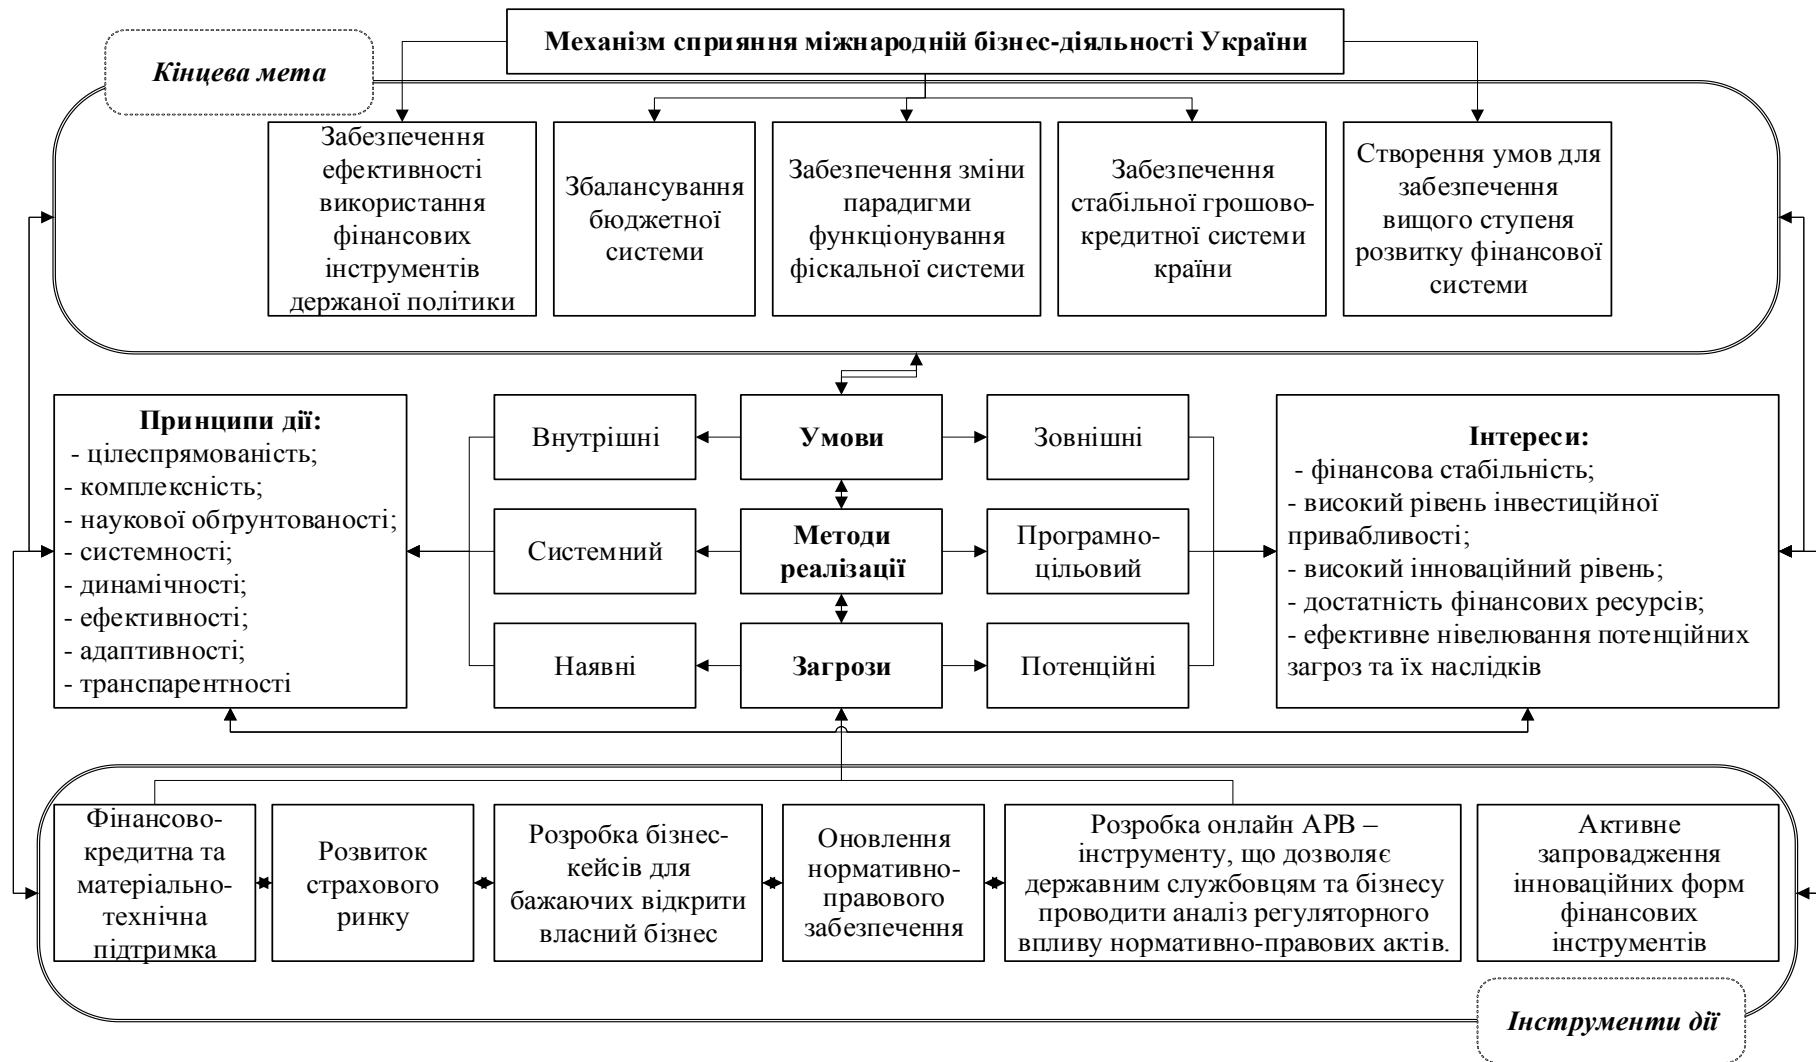 Механізм сприяння міжнародній бізнес-діяльності України
Кінцева мета
Забезпечення
ефективності
використання
фінансових
інструментів
держаної політики
Збалансування
бюджетної
системи
Забезпечення зміни
парадигми
функціонування
фіскальної системи
Забезпечення
стабільної грошово-
кредитної системи
країни
Створення умов для
забезпечення
вищого ступеня
розвитку фінансової
системи
Принципи дії:
- цілеспрямованість;
- комплексність;
- наукової обґрунтованості;
- системності;
- динамічності;
- ефективності;
- адаптивності;
- транспарентності
Внутрішні
Умови
Зовнішні
Системний
Методи
реалізації
Програмно-
цільовий
Наявні
Загрози
Потенційні
Інтереси:
- фінансова стабільність;
- високий рівень інвестиційної
привабливості;
- високий інноваційний рівень;
- достатність фінансових ресурсів;
- ефективне нівелювання потенційних
загроз та їх наслідків
Фінансово-
кредитна та
матеріально-
технічна
підтримка
Розвиток
страхового
ринку
Розробка бізнес-
кейсів для
бажаючих відкрити
власний бізнес
Оновлення
нормативно-
правового
забезпечення
Розробка онлайн АРВ –
інструменту, що дозволяє
державним службовцям та бізнесу
проводити аналіз регуляторного
впливу нормативно-правових актів.
Активне
запровадження
інноваційних форм
фінансових
інструментів
Інструменти дії